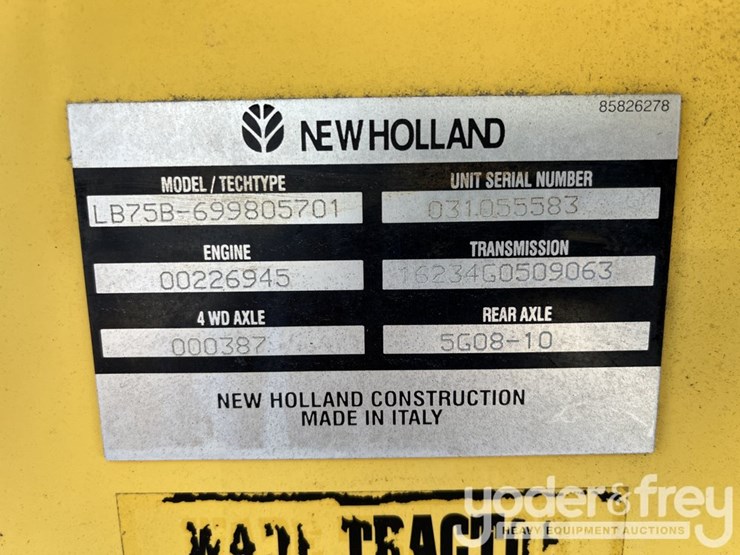 85826278
NEW HOLLAND
MODEL / TECHTYPE
UNIT SERIAL NUMBER
LB75B-699805701
031055583
ENGINE
TRANSMISSION
00226945
16234G0509063
4 WD AXLE
REAR AXLE
000387
5G08-10
NEW HOLLAND CONSTRUCTION
MADE IN ITALY
yoder&frey
HEAVY EQUIPMENT AUCTIONS